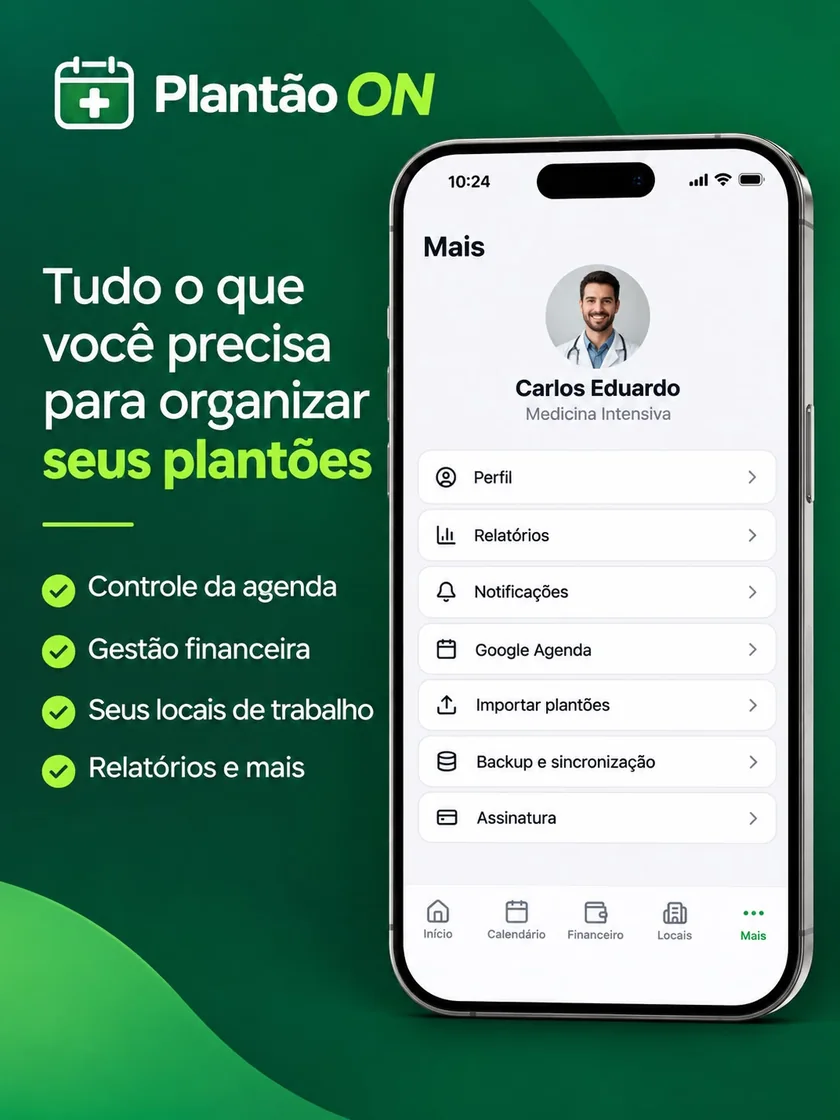 Plantão ON
Tudo o que
você precisa
para organizar
seus plantões
Controle da agenda
Gestão financeira
Seus locais de trabalho
Relatórios e mais
10:24
Mais
Carlos Eduardo
Medicina Intensiva
Perfil
Relatórios
Notificações
Google Agenda
Importar plantões
Backup e sincronização
Assinatura
Início
Calendário
Financeiro
Locais
Mais